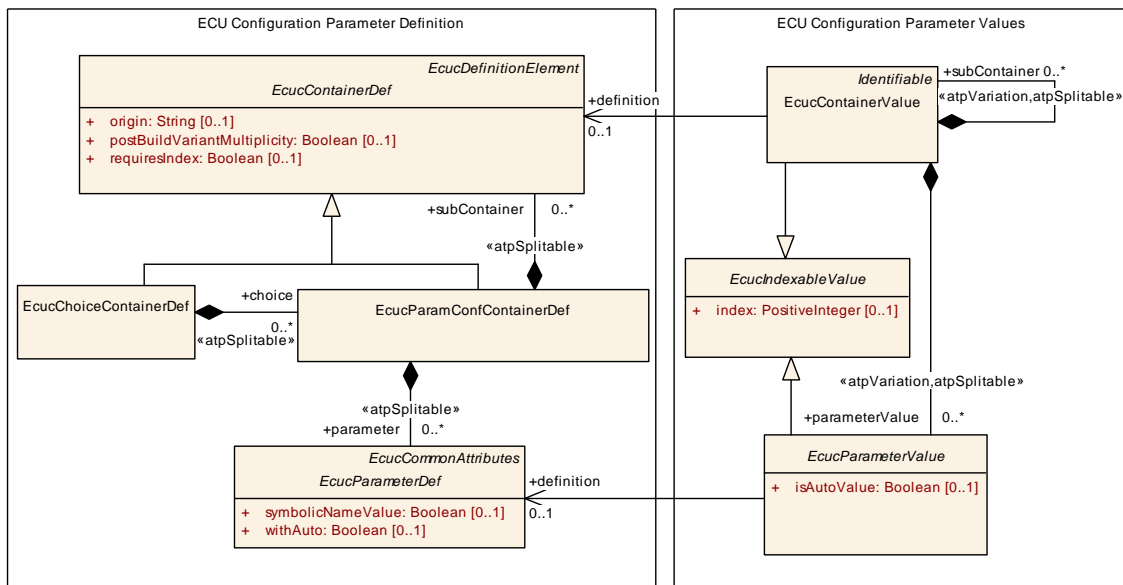 ECU Configuration Parameter Definition
EcucDefinitionElement
EcucContainerDef
+ origin: String [0..1]
+ postBuildVariantMultiplicity: Boolean [0..1]
+ requiresIndex: Boolean [0..1]
+definition
0..1
+subContainer 0..*
«atpSplitable»
EcucChoiceContainerDef
+choice
0..*
«atpSplitable»
EcucParamConfContainerDef
«atpSplitable»
+parameter 0..*
EcucCommonAttributes
EcucParameterDef
+ symbolicNameValue: Boolean [0..1]
+ withAuto: Boolean [0..1]
+definition
0..1
ECU Configuration Parameter Values
Identifiable
EcucContainerValue
+subContainer 0..*
«atpVariation,atpSplitable»
EcucIndexableValue
+ index: PositiveInteger [0..1]
«atpVariation,atpSplitable»
+parameterValue 0..*
EcucParameterValue
+ isAutoValue: Boolean [0..1]